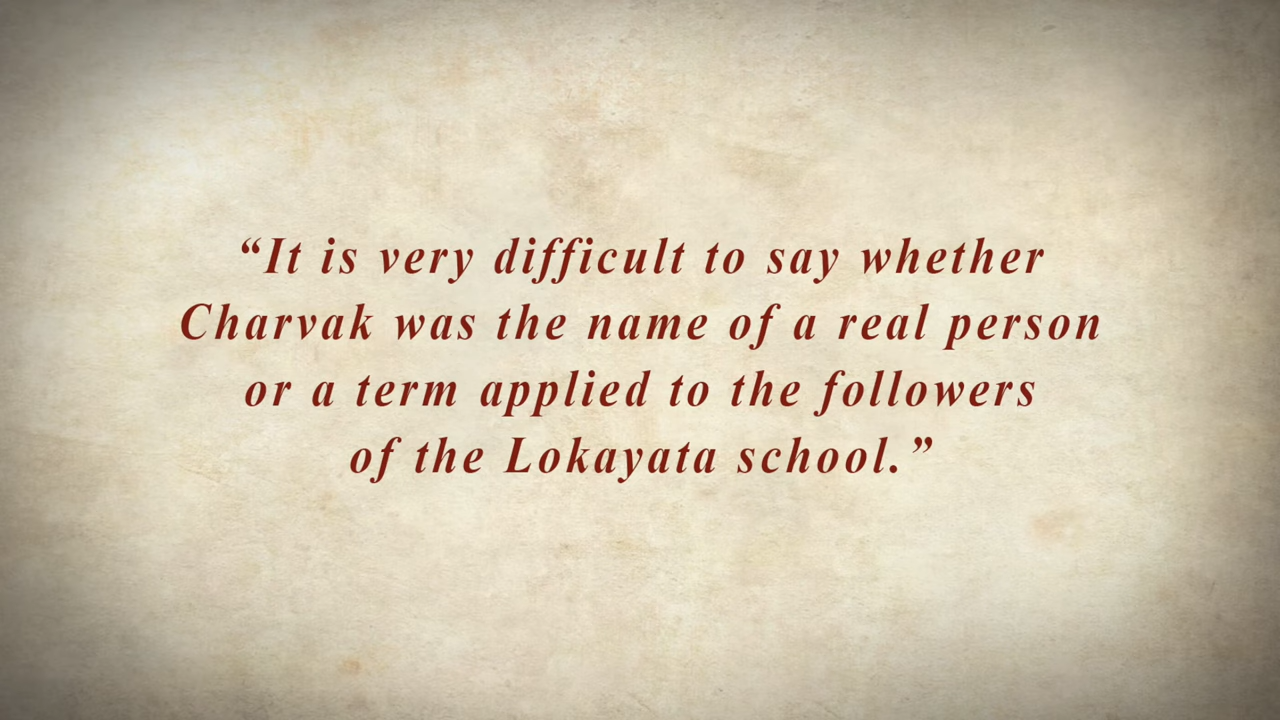 “It is very difficult to say whether
Charvak was the name of a real person
or a term applied to the followers
of the Lokayata school.”